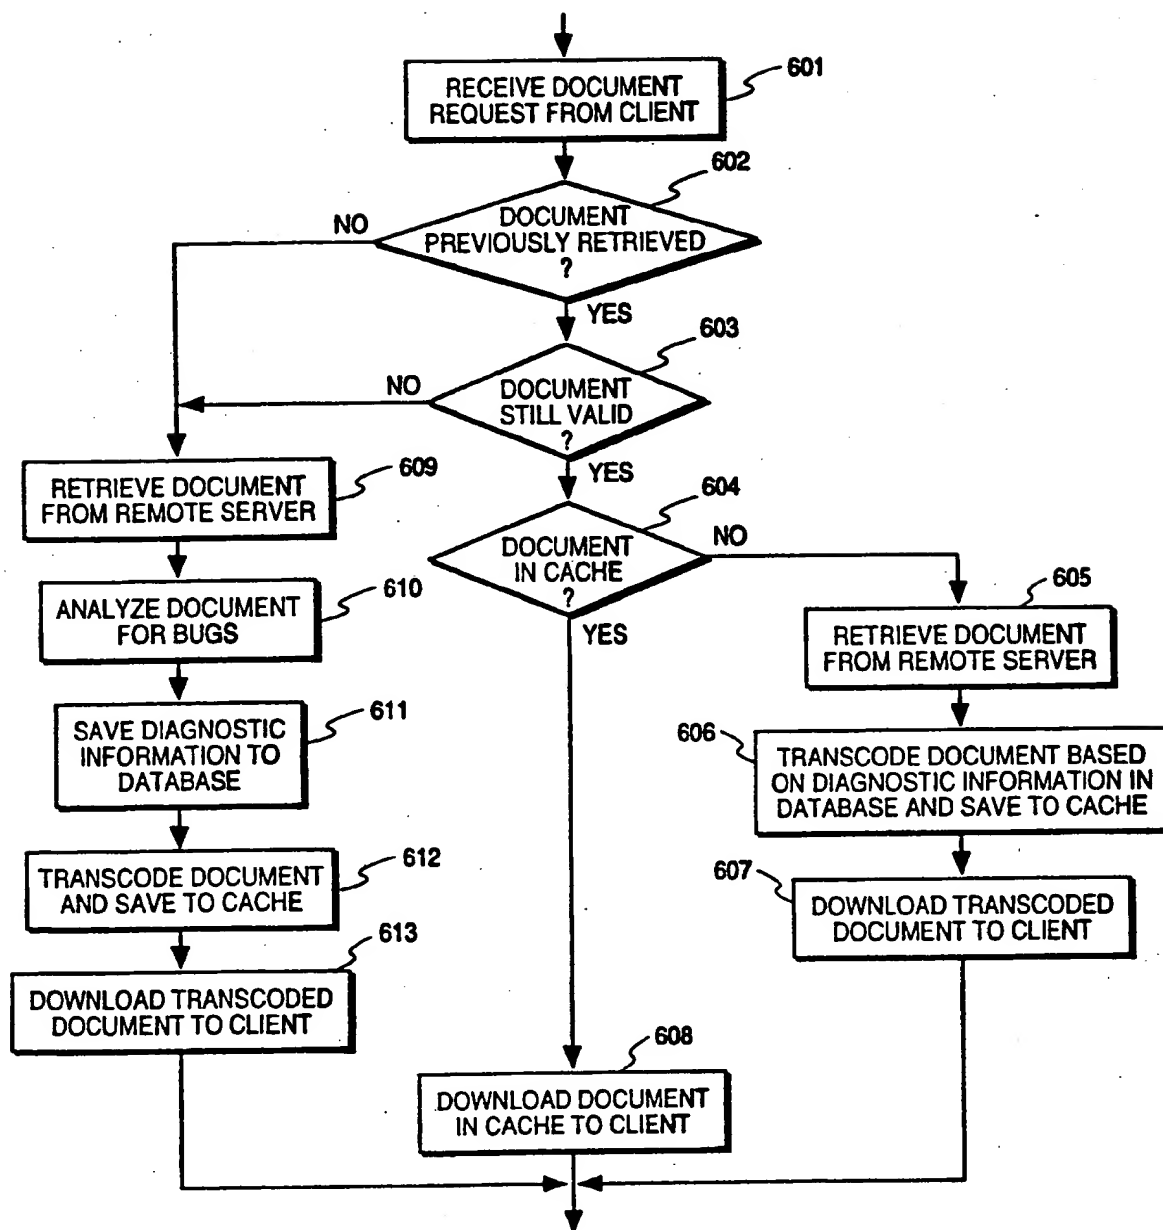 RECEIVE DOCUMENT
REQUEST FROM CLIENT
601
602
DOCUMENT
PREVIOUSLY RETRIEVED
?
NO
YES
603
DOCUMENT
STILL VALID
?
NO
YES
604
DOCUMENT
IN CACHE
?
NO
YES
605
RETRIEVE DOCUMENT
FROM REMOTE SERVER
606
TRANSCODE DOCUMENT BASED
ON DIAGNOSTIC INFORMATION IN
DATABASE AND SAVE TO CACHE
607
DOWNLOAD TRANSCODED
DOCUMENT TO CLIENT
608
DOWNLOAD DOCUMENT
IN CACHE TO CLIENT
609
RETRIEVE DOCUMENT
FROM REMOTE SERVER
610
ANALYZE DOCUMENT
FOR BUGS
611
SAVE DIAGNOSTIC
INFORMATION TO
DATABASE
612
TRANSCODE DOCUMENT
AND SAVE TO CACHE
613
DOWNLOAD TRANSCODED
DOCUMENT TO CLIENT